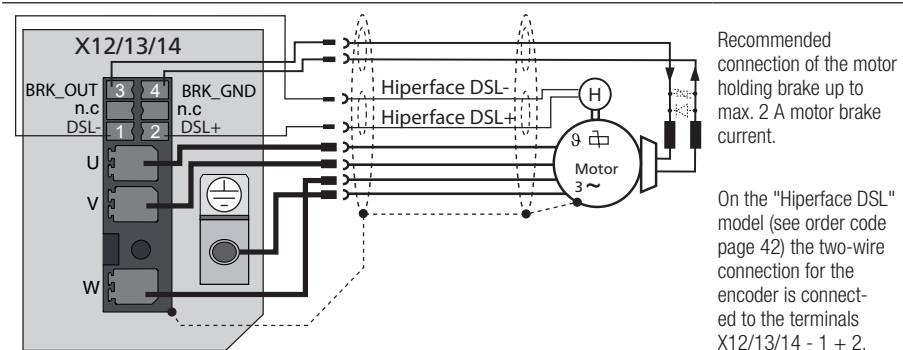 X12/13/14
BRK_OUT 3 4 BRK_GND
n.c n.c
DSL- 1 2 DSL+
U
V
W
Hiperface DSL-
Hiperface DSL+
H
ϑ
Motor
3 ~
Recommended
connection of the motor
holding brake up to
max. 2 A motor brake
current.
On the "Hiperface DSL"
model (see order code
page 42) the two-wire
connection for the
encoder is connect-
ed to the terminals
X12/13/14 - 1 + 2.